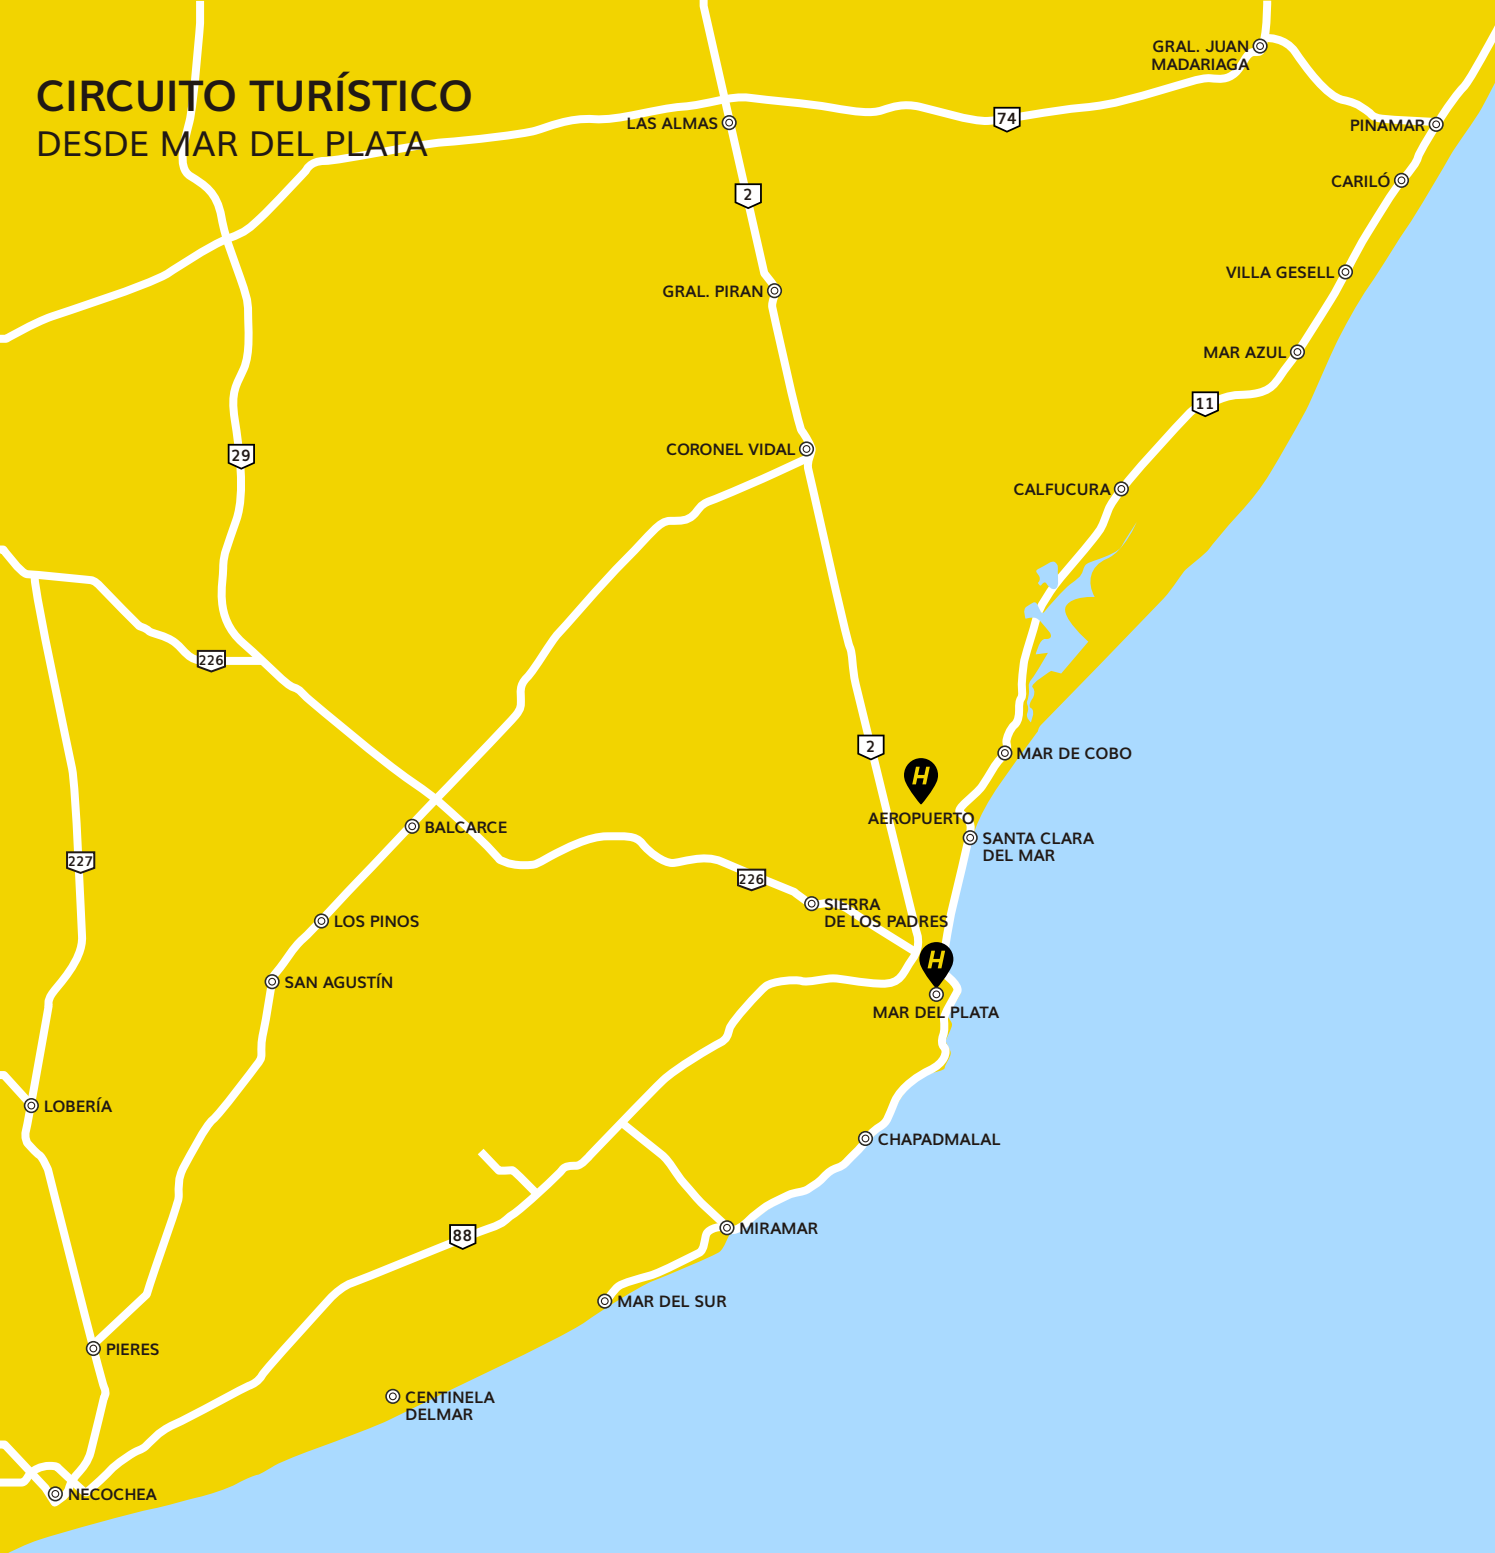 CIRCUITO TURÍSTICO
DESDE MAR DEL PLATA
GRAL. JUAN
MADARIAGA
LAS ALMAS
74
PINAMAR
CARILÓ
2
VILLA GESELL
GRAL. PIRAN
MAR AZUL
11
CORONEL VIDAL
29
CALFUCURA
226
2
MAR DE COBO
H
AEROPUERTO
BALCARCE
SANTA CLARA
DEL MAR
227
226
SIERRA
DE LOS PADRES
LOS PINOS
H
SAN AGUSTÍN
MAR DEL PLATA
LOBERÍA
CHAPADMALAL
MIRAMAR
88
MAR DEL SUR
PIERES
CENTINELA
DELMAR
NECOCHEA